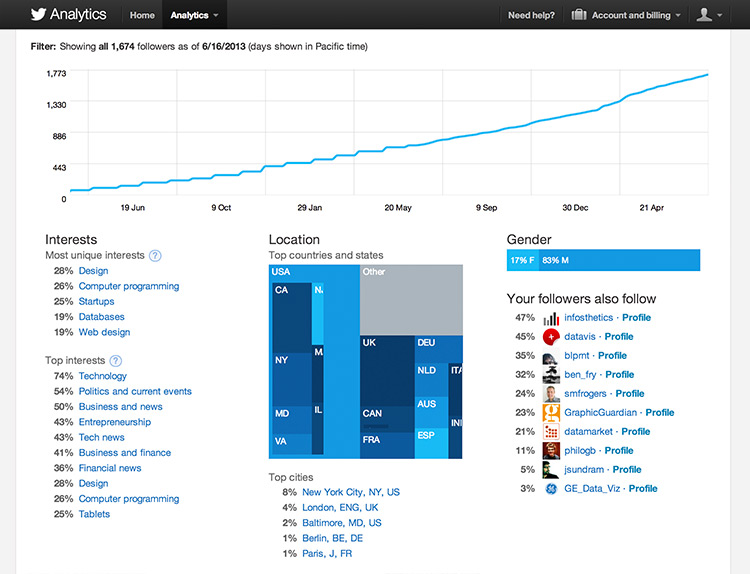 Analytics Home Analytics Need help? Account and billing
Filter: Showing all 1,674 followers as of 6/16/2013 (days shown in Pacific time)
1,773
1,330
886
443
0
19 Jun 9 Oct 29 Jan 20 May 9 Sep 30 Dec 21 Apr
Interests
Most unique interests ?
28% Design
26% Computer programming
25% Startups
19% Databases
19% Web design
Top interests ?
74% Technology
54% Politics and current events
50% Business and news
43% Entrepreneurship
43% Tech news
41% Business and finance
36% Financial news
28% Design
26% Computer programming
25% Tablets
Location
Top countries and states
USA
CA
NY
MD
VA
M
IL
Other
UK
CAN
FRA
DEU
NLD
AUS
ESP
ITA
Top cities
8% New York City, NY, US
4% London, ENG, UK
2% Baltimore, MD, US
1% Berlin, BE, DE
1% Paris, J, FR
Gender
17% F 83% M
Your followers also follow
47% infosthetics · Profile
45% datavis · Profile
35% blprnt · Profile
32% ben_fry · Profile
24% smfrogers · Profile
23% GraphicGuardian · Profile
21% datamarket · Profile
11% philogb · Profile
5% jsundram · Profile
3% GE_Data_Viz · Profile